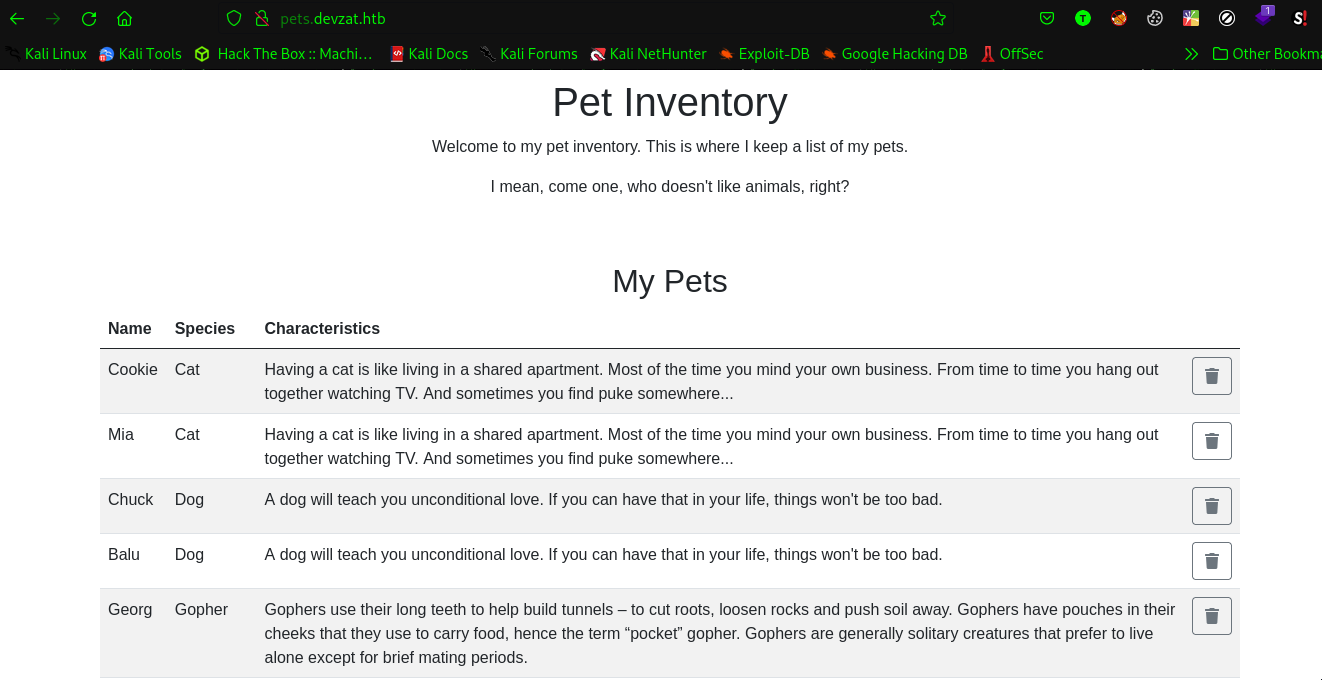 pets.devzat.htb
1
T
S!
Kali Linux Kali Tools Hack The Box :: Machi… Kali Docs Kali Forums Kali NetHunter Exploit-DB Google Hacking DB OffSec Other Bookma
Pet Inventory
Welcome to my pet inventory. This is where I keep a list of my pets.
I mean, come one, who doesn't like animals, right?
My Pets
Name Species Characteristics
Cookie Cat Having a cat is like living in a shared apartment. Most of the time you mind your own business. From time to time you hang out
together watching TV. And sometimes you find puke somewhere...
Mia Cat Having a cat is like living in a shared apartment. Most of the time you mind your own business. From time to time you hang out
together watching TV. And sometimes you find puke somewhere...
Chuck Dog A dog will teach you unconditional love. If you can have that in your life, things won't be too bad.
Balu Dog A dog will teach you unconditional love. If you can have that in your life, things won't be too bad.
Georg Gopher Gophers use their long teeth to help build tunnels – to cut roots, loosen rocks and push soil away. Gophers have pouches in their
cheeks that they use to carry food, hence the term “pocket” gopher. Gophers are generally solitary creatures that prefer to live
alone except for brief mating periods.